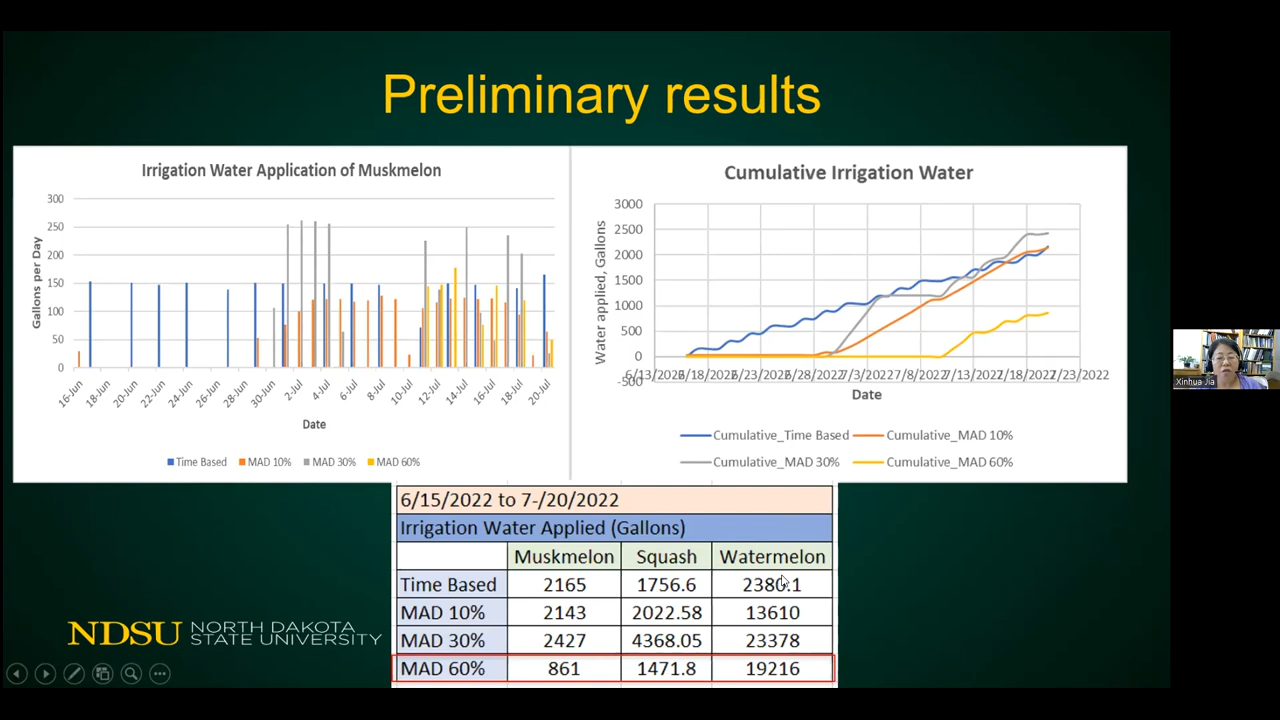 Preliminary results
Irrigation Water Application of Muskmelon
300
250
200
150
100
50
0
Gallons per Day
16-Jun
18-Jun
20-Jun
22-Jun
24-Jun
26-Jun
28-Jun
30-Jun
2-Jul
4-Jul
6-Jul
8-Jul
10-Jul
12-Jul
14-Jul
16-Jul
18-Jul
20-Jul
Date
Time Based MAD 10% MAD 30% MAD 60%
Cumulative Irrigation Water
3000
2500
2000
1500
1000
500
0
-500
Water applied, Gallons
6/13/2022 6/18/2022 6/23/2022 6/28/2022 7/3/2022 7/8/2022 7/13/2022 7/18/2022 7/23/2022
Date
Cumulative_Time Based Cumulative_MAD 10%
Cumulative_MAD 30% Cumulative_MAD 60%
6/15/2022 to 7-/20/2022
Irrigation Water Applied (Gallons)
Muskmelon Squash Watermelon
Time Based 2165 1756.6 2380.1
MAD 10% 2143 2022.58 13610
MAD 30% 2427 4368.05 23378
MAD 60% 861 1471.8 19216
NDSU NORTH DAKOTA
STATE UNIVERSITY
Xinhua Jia